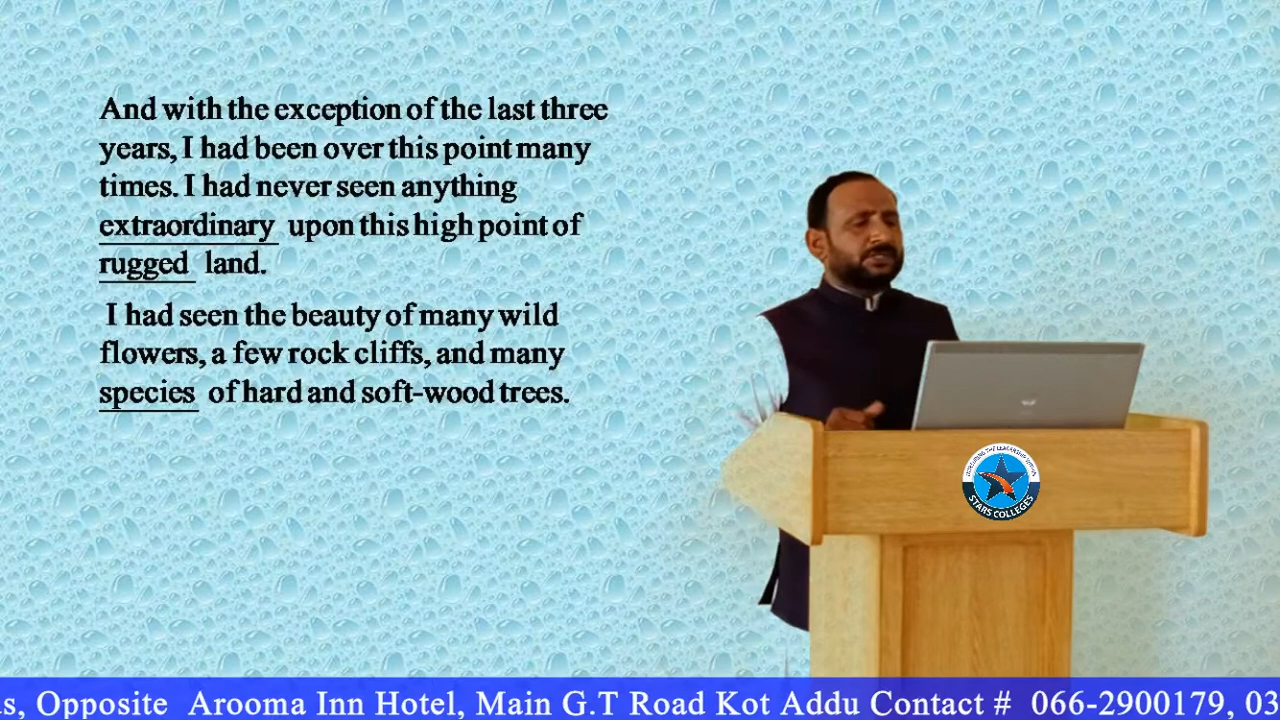 And with the exception of the last three
years, I had been over this point many
times. I had never seen anything
extraordinary upon this high point of
rugged land.
I had seen the beauty of many wild
flowers, a few rock cliffs, and many
species of hard and soft-wood trees.
STARS COLLEGES
Opposite Arooma Inn Hotel, Main G.T Road Kot Addu Contact # 066-2900179, 03